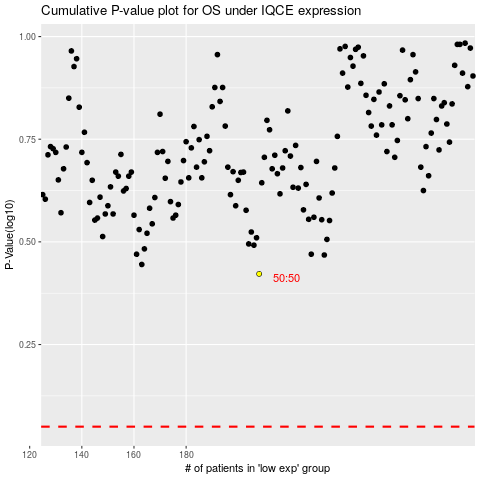 Cumulative P-value plot for OS under IQCE expression
P-Value(log10)
1.00
0.75
0.50
0.25
50:50
120 140 160 180
# of patients in 'low exp' group